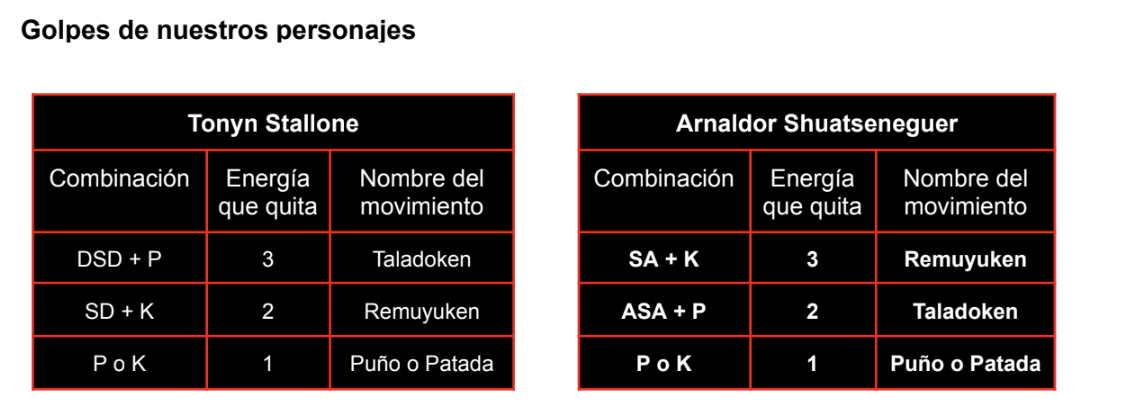 Golpes de nuestros personajes
Tonyn Stallone
Combinación Energía que quita Nombre del movimiento
DSD + P 3 Taladoken
SD + K 2 Remuyuken
P o K 1 Puño o Patada
Arnaldor Shuatseneguer
Combinación Energía que quita Nombre del movimiento
SA + K 3 Remuyuken
ASA + P 2 Taladoken
P o K 1 Puño o Patada